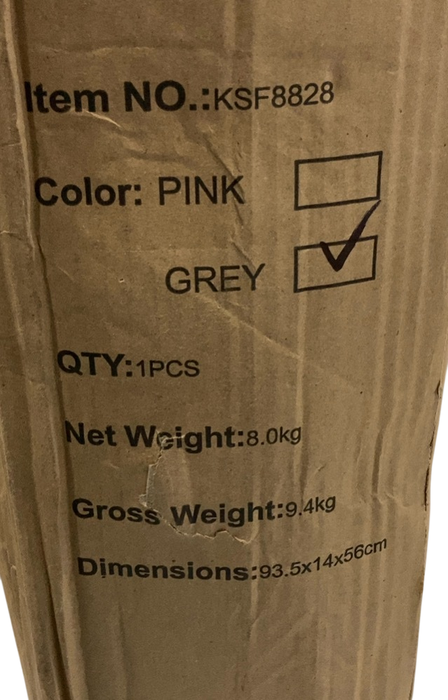 Item NO.:KSF8828
Color: PINK
GREY
QTY:1PCS
Net Weight:8.0kg
Gross Weight:9.4kg
Dimensions:93.5x14x56cm